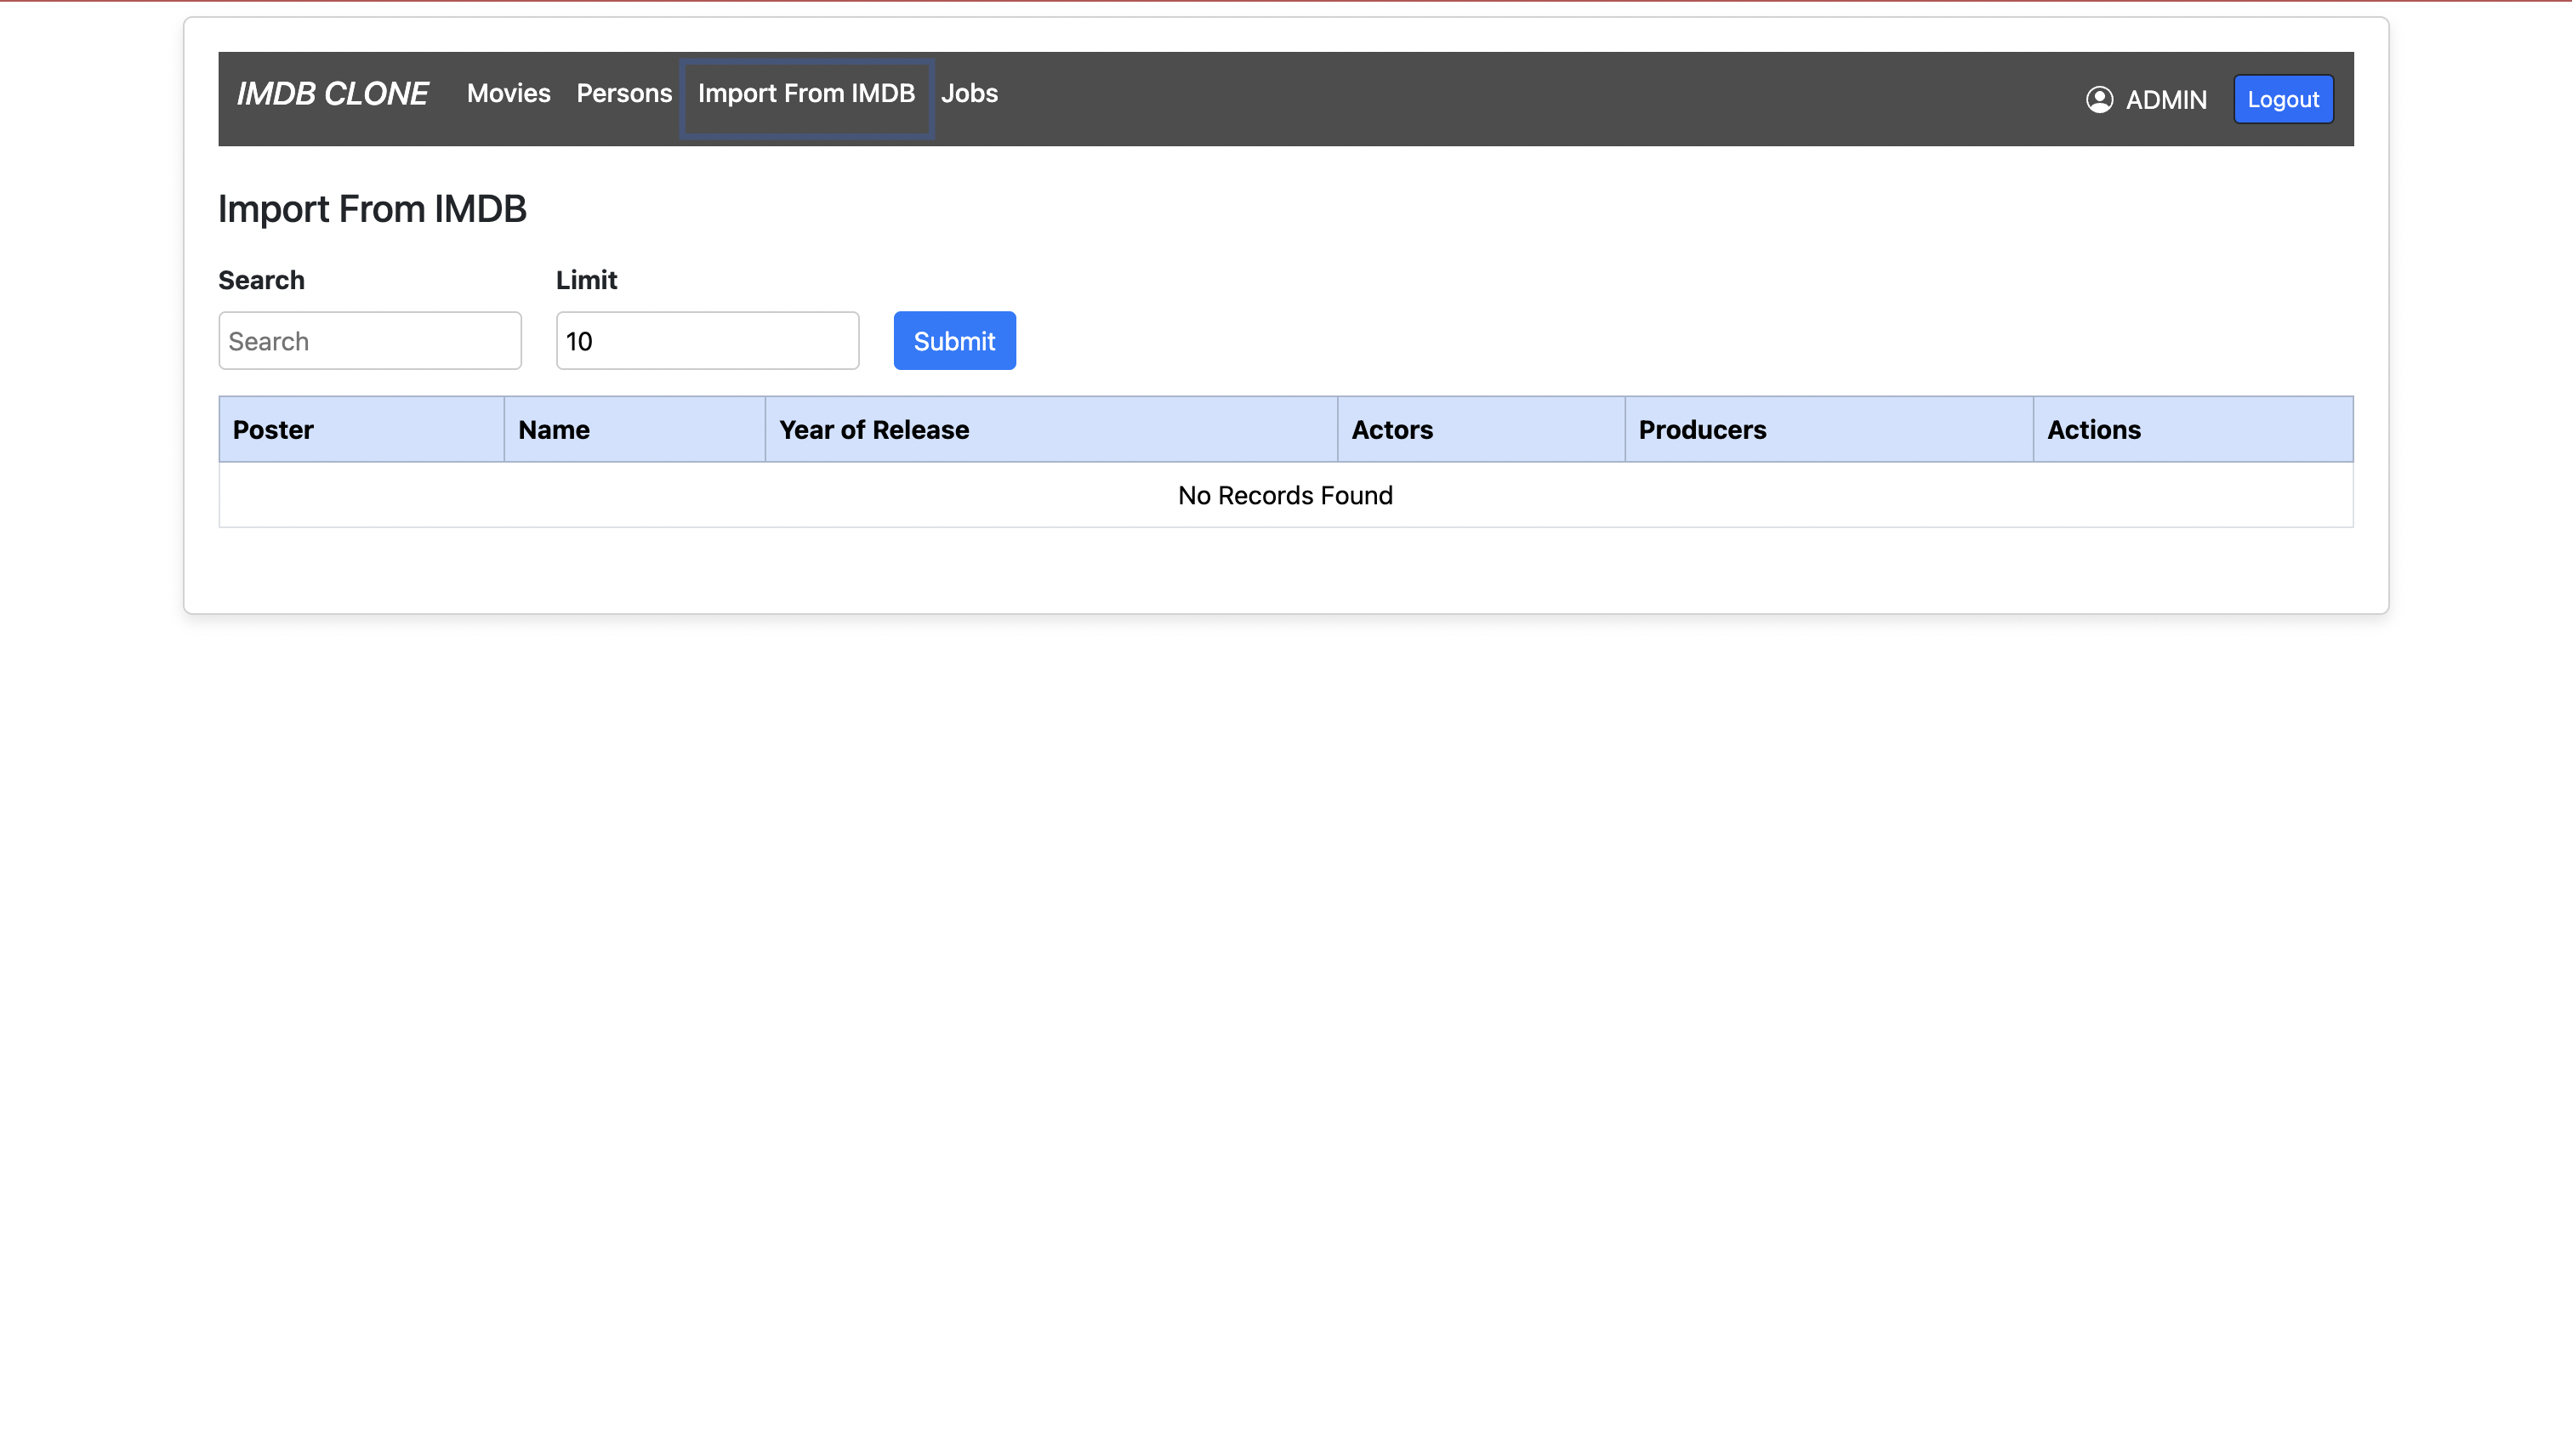 IMDB CLONE Movies Persons Import From IMDB Jobs ADMIN Logout
Import From IMDB
Search Limit
Search 10 Submit
Poster Name Year of Release Actors Producers Actions
No Records Found